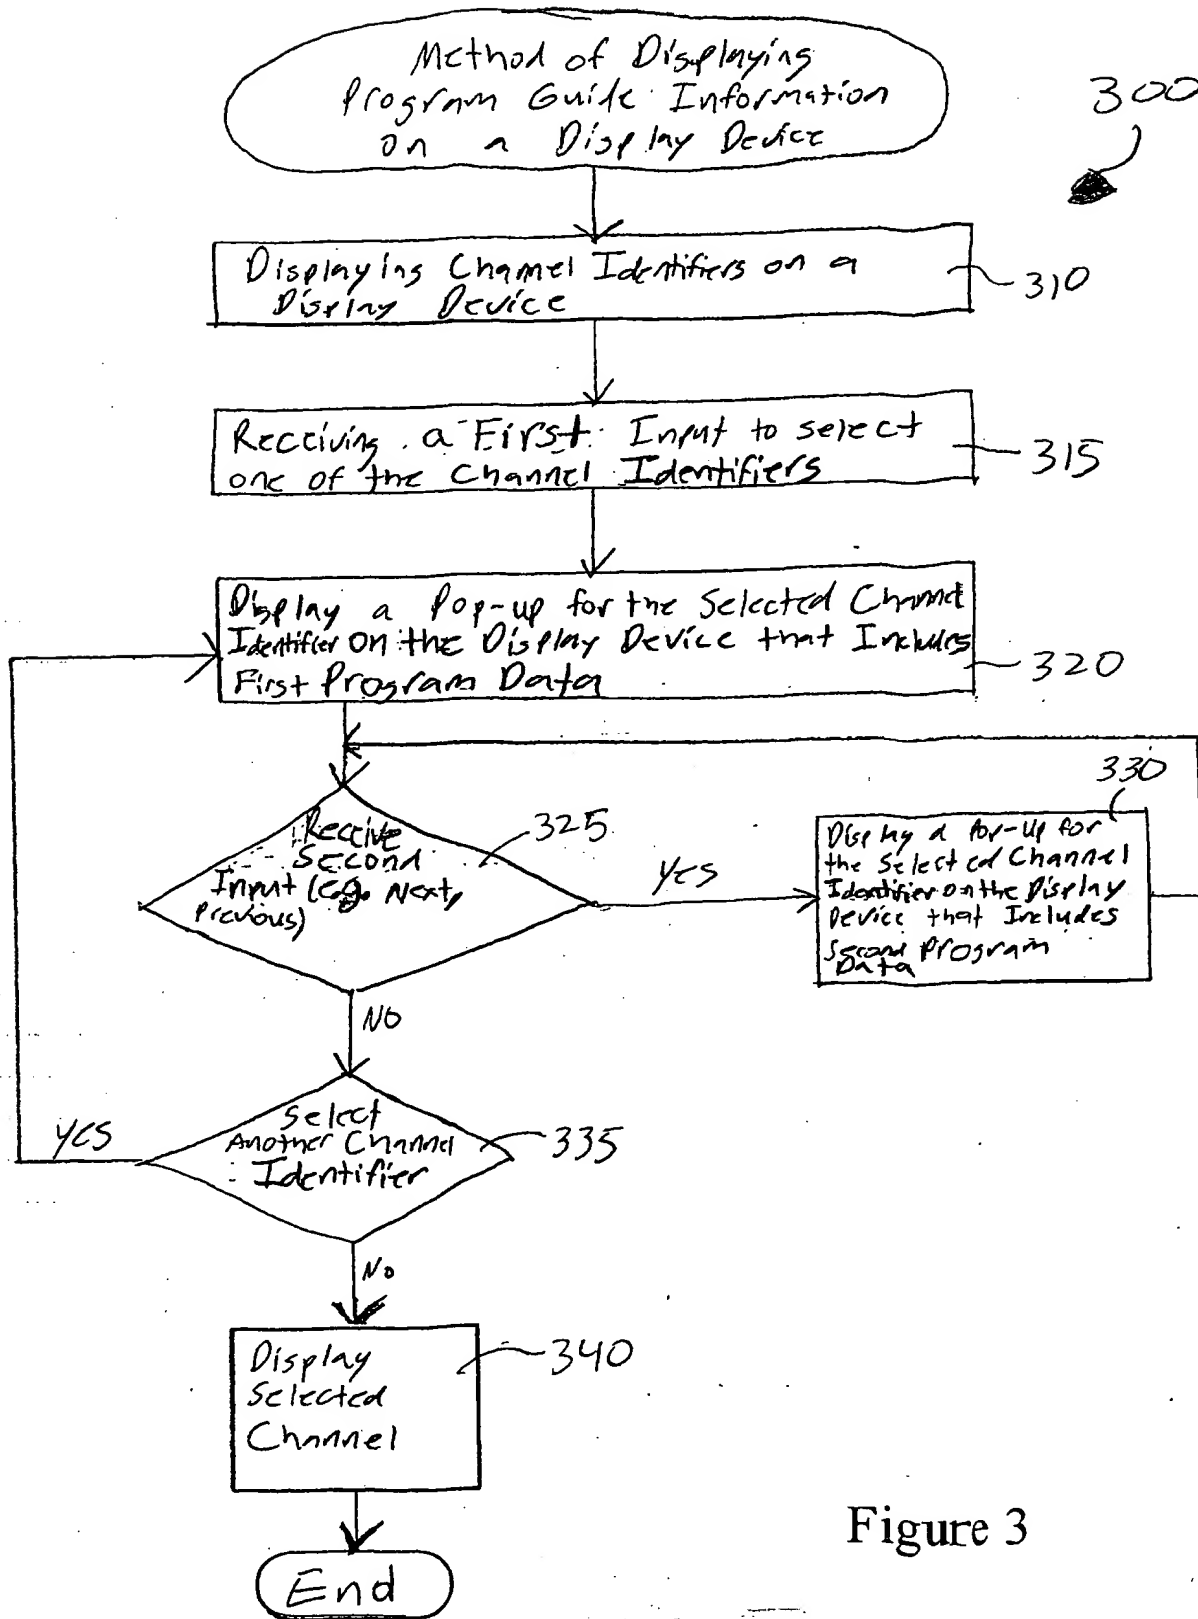 Method of Displaying
Program Guide Information
on a Display Device
300
Displaying Channel Identifiers on a
Display Device
310
Receiving a First Input to select
one of the Channel Identifiers
315
Display a Pop-up for the Selected Channel
Identifier on the Display Device that Includes
First Program Data
320
Receive
Second
Input (e.g. Next,
Previous)
325
YES
330
Display a Pop-Up for
the Selected Channel
Identifier on the Display
Device that Includes
Second Program
Data
NO
Select
Another Channel
Identifier
335
YES
No
Display
Selected
Channel
340
End
Figure 3